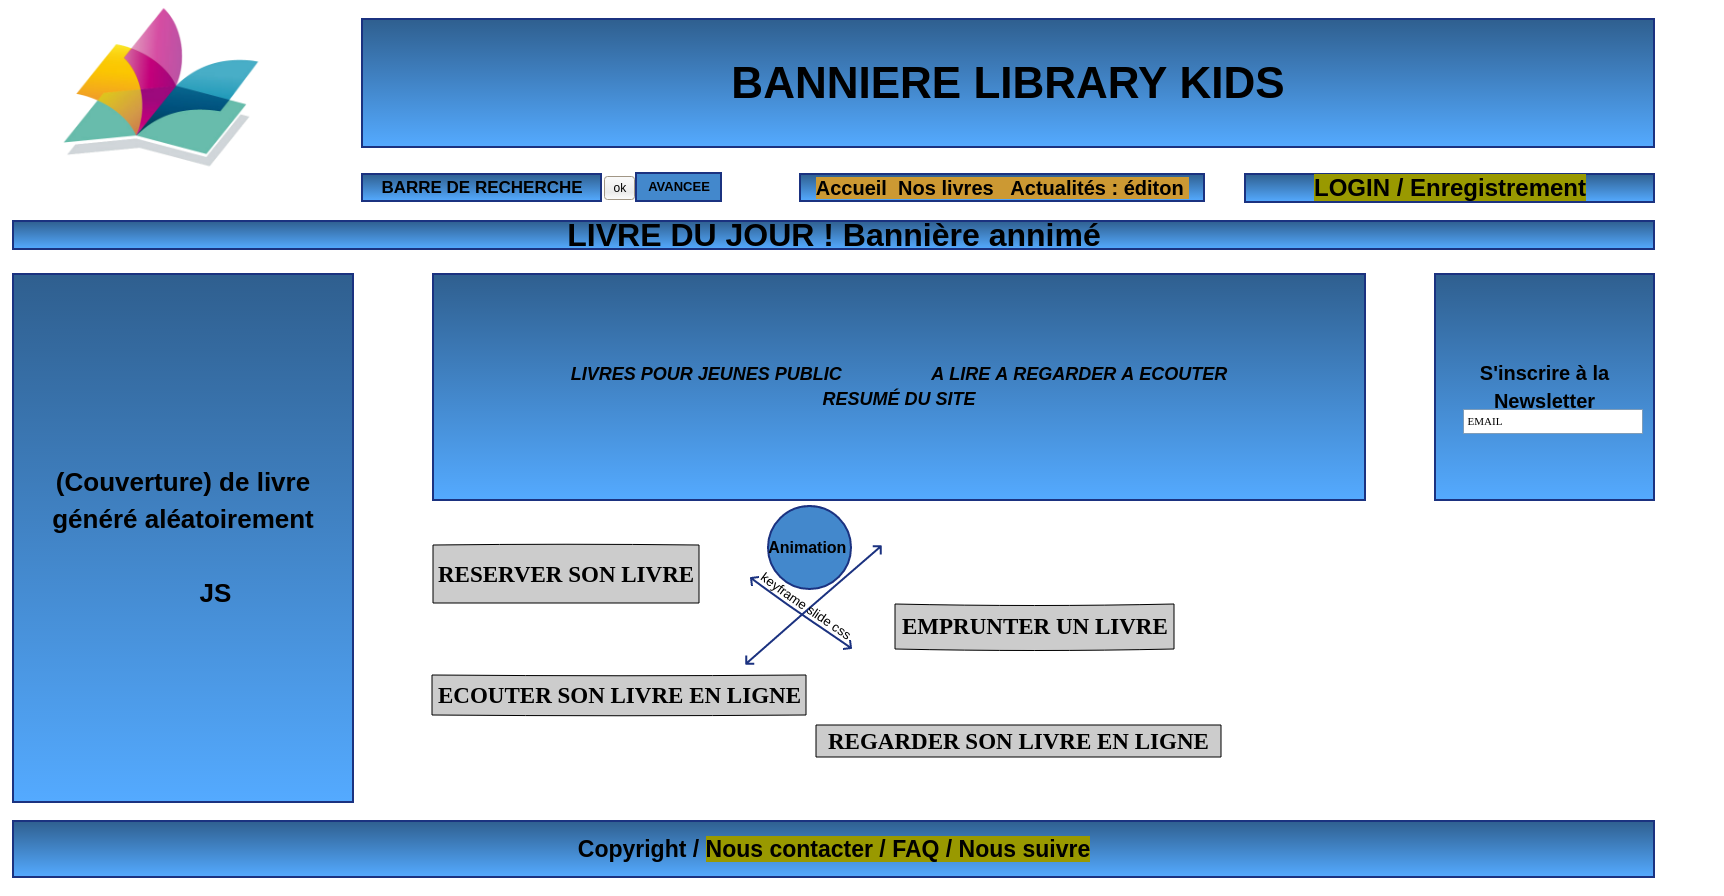 BANNIERE LIBRARY KIDS
BARRE DE RECHERCHE
ok
AVANCEE
Accueil  Nos livres   Actualités : éditon
LOGIN / Enregistrement
LIVRE DU JOUR ! Bannière annimé
(Couverture) de livre
généré aléatoirement
JS
LIVRES POUR JEUNES PUBLIC                 A LIRE A REGARDER A ECOUTER
RESUMÉ DU SITE
S'inscrire à la
Newsletter
EMAIL
Animation
keyframe slide css
RESERVER SON LIVRE
EMPRUNTER UN LIVRE
ECOUTER SON LIVRE EN LIGNE
REGARDER SON LIVRE EN LIGNE
Copyright / Nous contacter / FAQ / Nous suivre